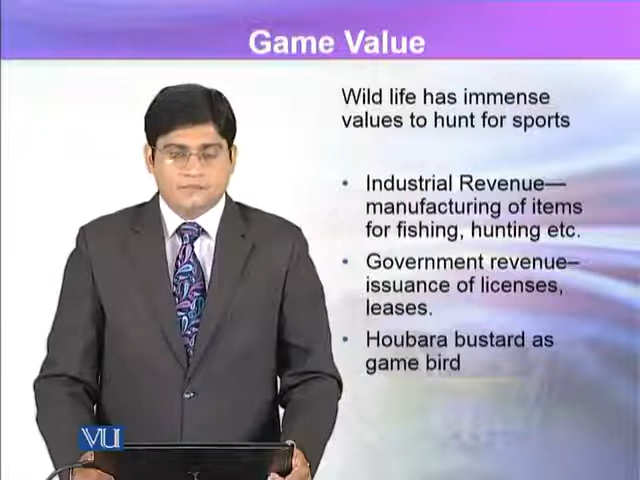 Game Value
Wild life has immense
values to hunt for sports
• Industrial Revenue—
manufacturing of items
for fishing, hunting etc.
• Government revenue–
issuance of licenses,
leases.
• Houbara bustard as
game bird
VU